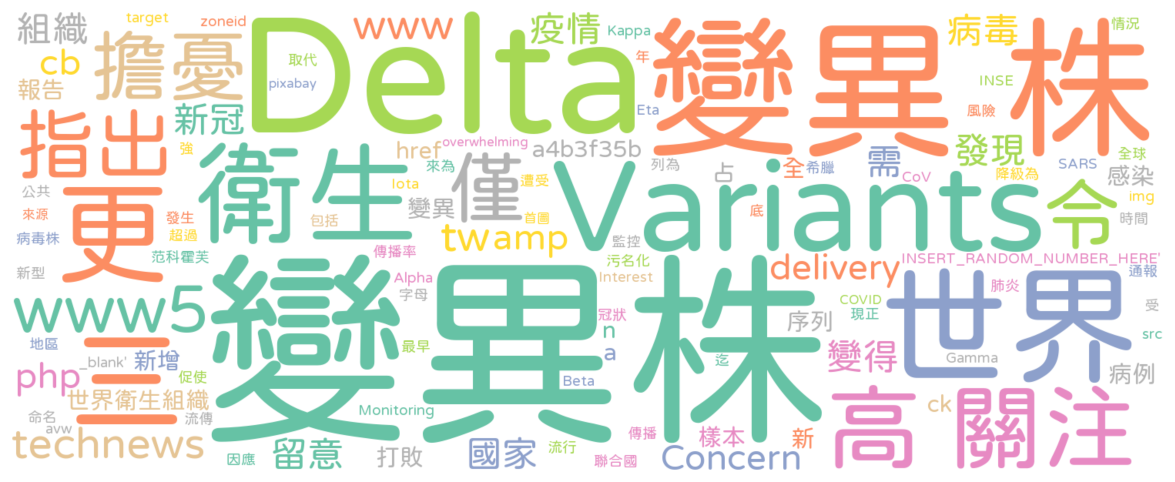 組織
target
zoneid
www
疫情
Kappa
病毒
情況
cb
擔憂
取代
Delta
年
變異株
INSE
報告
pixabay
新冠
Eta
風險
指出
強
href
overwhelming
a4b3f35b
發現
SARS
全球
公共
更
衛生
來為
僅
遭受
列為
占
全
希臘
需
CoV
降級為
感染
img
來源
發生
Iota
變異
首圖
Variants
底
令
時間
病毒株
超過
包括
twamp
監控
范科霍芙
傳播率
污名化
INSERT_RANDOM_NUMBER_HERE'
新型
Alpha
Interest
delivery
通報
www5
字母
變異株
冠狀
COVID
肺炎
世界
受
n
序列
現正
地區
三
最早
a
變得
src
_blank'
新增
迄
Gamma
php
促使
Beta
病例
世界衛生組織
Monitoring
高
ck
關注
命名
avw
流傳
technews
因應
留意
打敗
國家
流行
傳播
聯合國
樣本
Concern
新